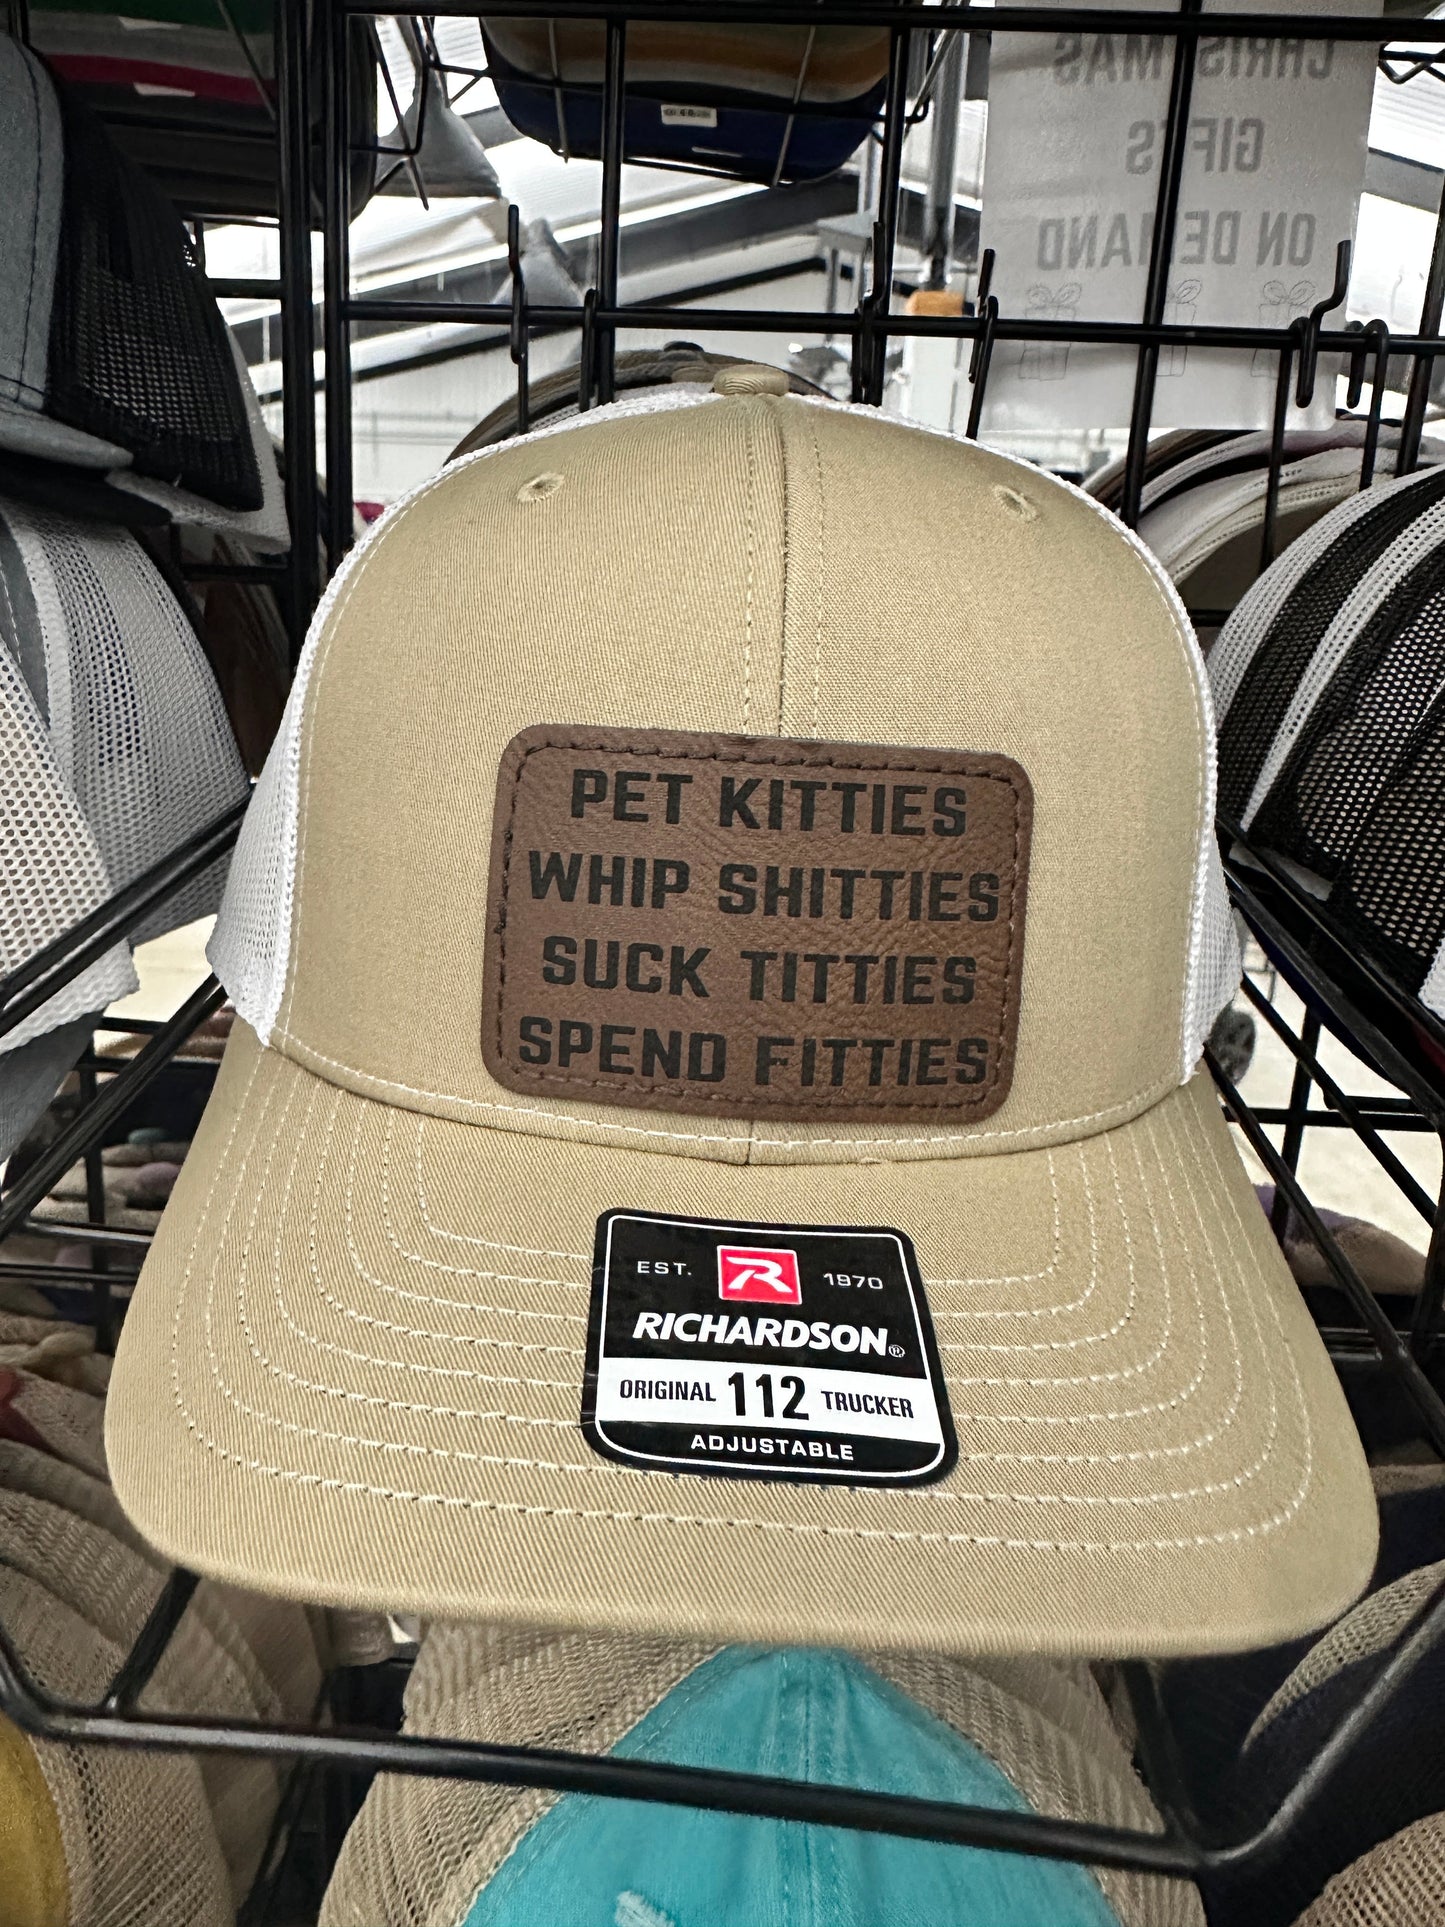 CHRISTMAS
GIFTS
ON DEMAND
PET KITTIES
WHIP SHITTIES
SUCK TITTIES
SPEND FITTIES
EST. R 1970
RICHARDSON®
ORIGINAL 112 TRUCKER
ADJUSTABLE